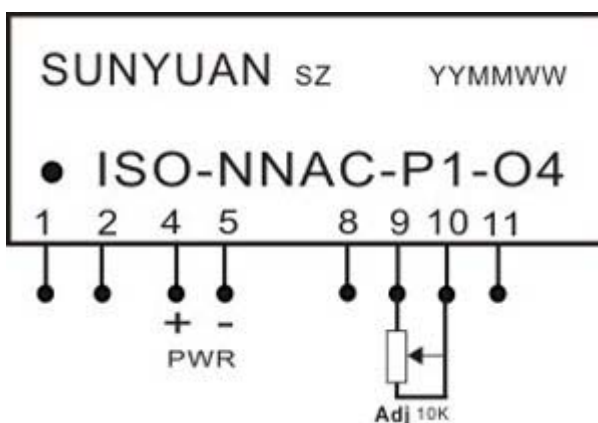 SUNYUAN SZ YYMMWW
ISO-NNAC-P1-O4
1 2 4 5 8 9 10 11
+ -
PWR
Adj 10K